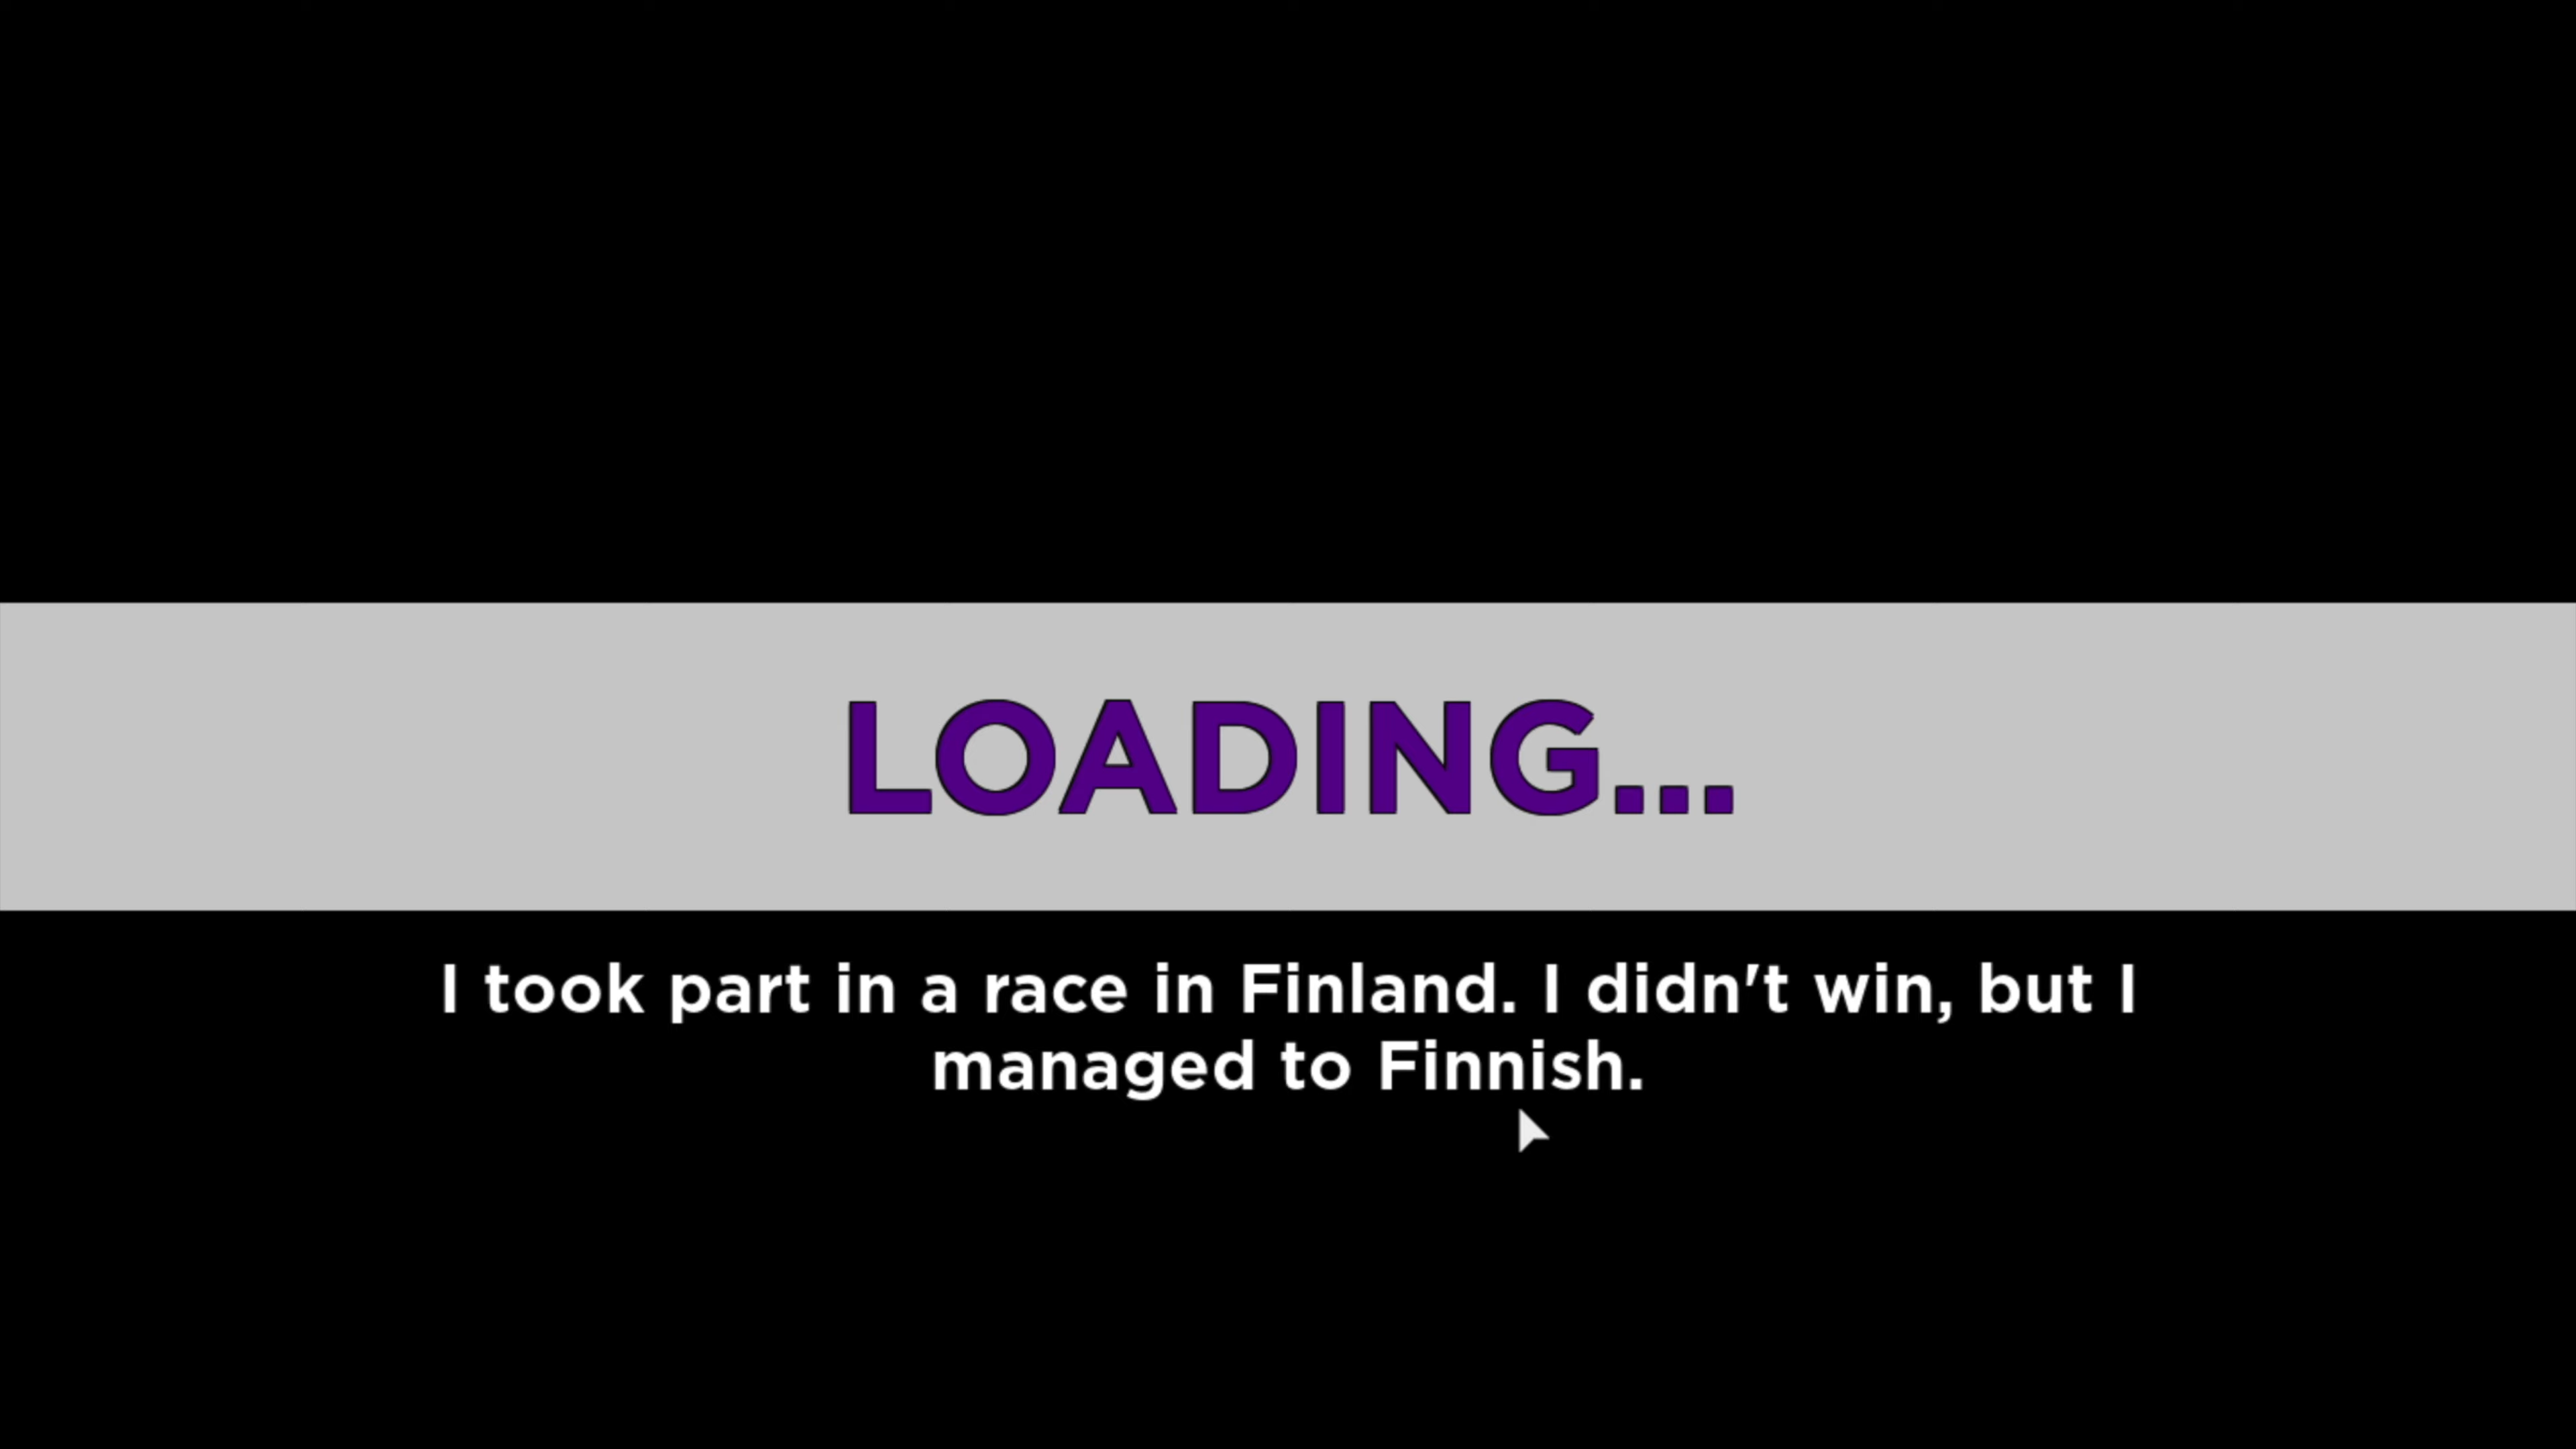 LOADING...
I took part in a race in Finland. I didn't win, but I
managed to Finnish.